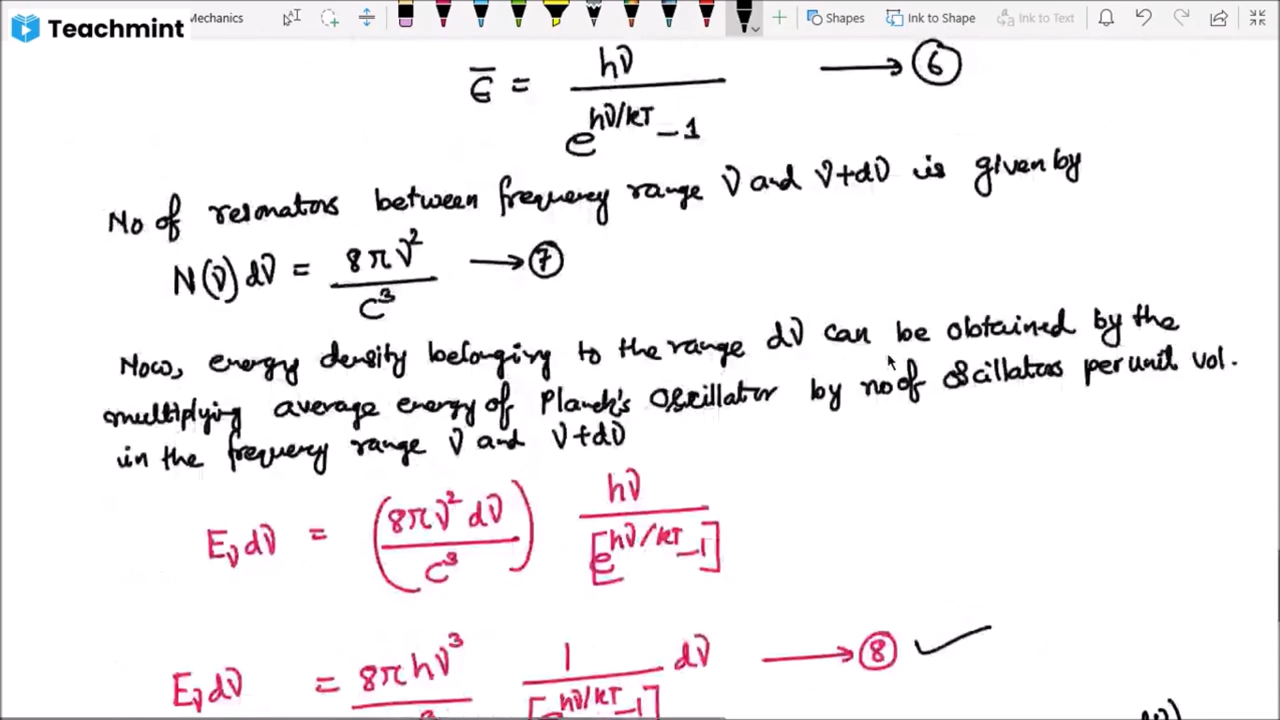 Teachmint
Mechanics
Shapes
Ink to Shape
Ink to Text
ϵ̄ = hν / (e^{hν/kT} - 1) ⟶ ⑥
No of resonators between frequency range ν and ν+dν is given by
N(ν)dν = 8πν² / c³ ⟶ ⑦
Now, energy density belonging to the range dν can be obtained by the
multiplying average energy of Planck's oscillator by no of oscillators per unit vol.
in the frequency range ν and ν+dν
E_ν dν = (8πν² dν / c³) hν / [e^{hν/kT} - 1]
E_ν dν = 8πhν³ / c³ 1 / [e^{hν/kT} - 1] dν ⟶ ⑧ ✓